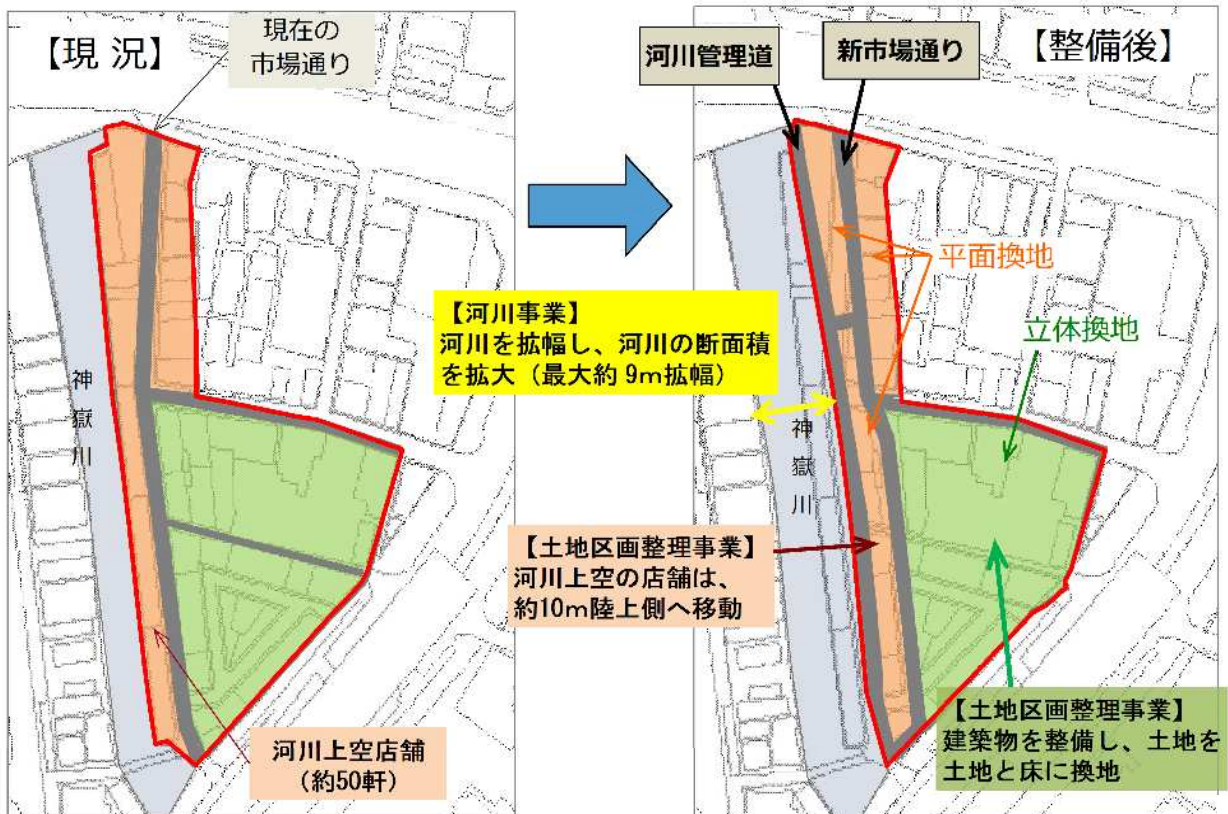 【現 況】
現在の
市場通り
神
嶽
川
河川上空店舗
(約50軒)
【整備後】
河川管理道
新市場通り
平面換地
立体換地
【河川事業】
河川を拡幅し、河川の断面積
を拡大（最大約 9m拡幅）
神
嶽
川
【土地区画整理事業】
河川上空の店舗は、
約10m陸上側へ移動
【土地区画整理事業】
建築物を整備し、土地を
土地と床に換地